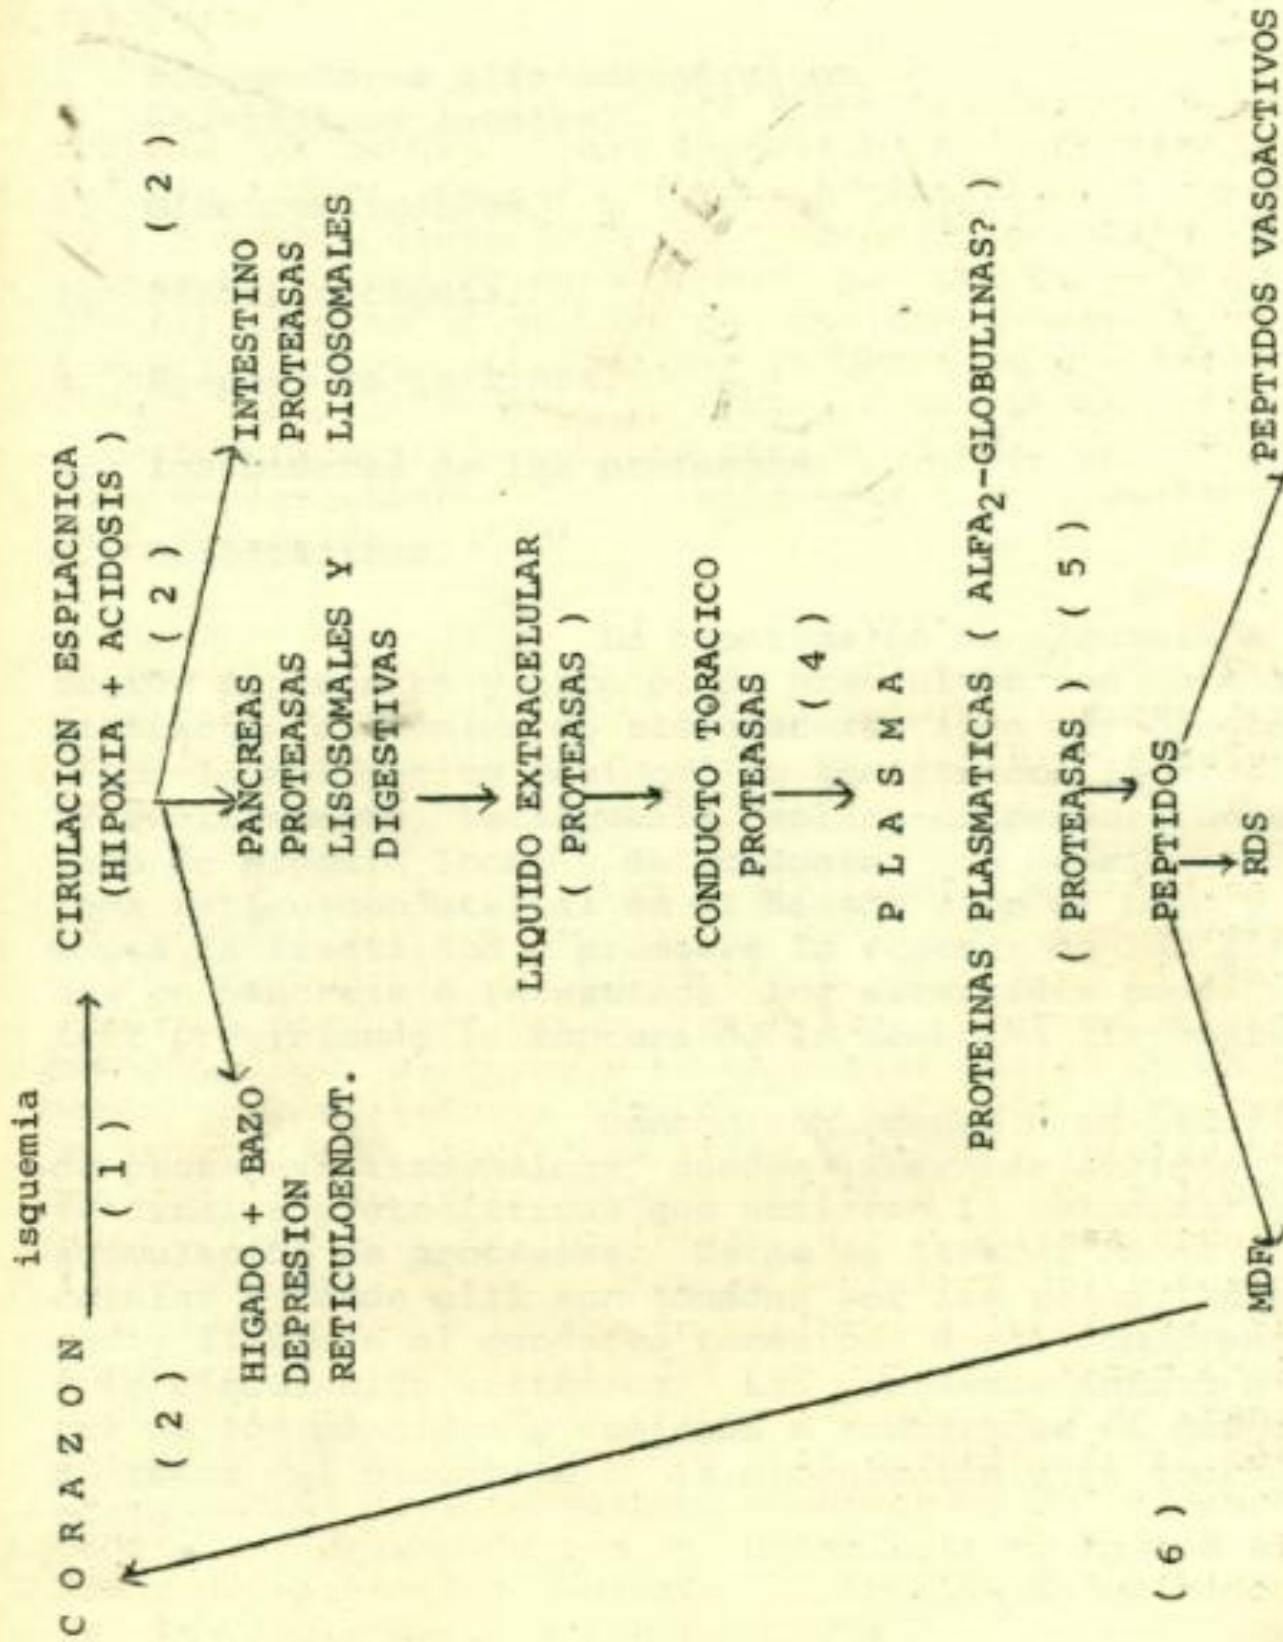 isquemia
C O R A Z O N
CIRULACION ESPLACNICA
( 1 )
(HIPOXIA + ACIDOSIS )
( 2 )
( 2 )
( 2 )
HIGADO + BAZO
DEPRESION
RETICULOENDOT.
PANCREAS
PROTEASAS
LISOSOMALES Y
DIGESTIVAS
INTESTINO
PROTEASAS
LISOSOMALES
LIQUIDO EXTRACELULAR
( PROTEASAS )
CONDUCTO TORACICO
PROTEASAS
( 4 )
P L A S M A
PROTEINAS PLASMATICAS ( ALFA2-GLOBULINAS? )
( PROTEASAS ) ( 5 )
( 6 )
PEPTIDOS
MDF
RDS
PEPTIDOS VASOACTIVOS